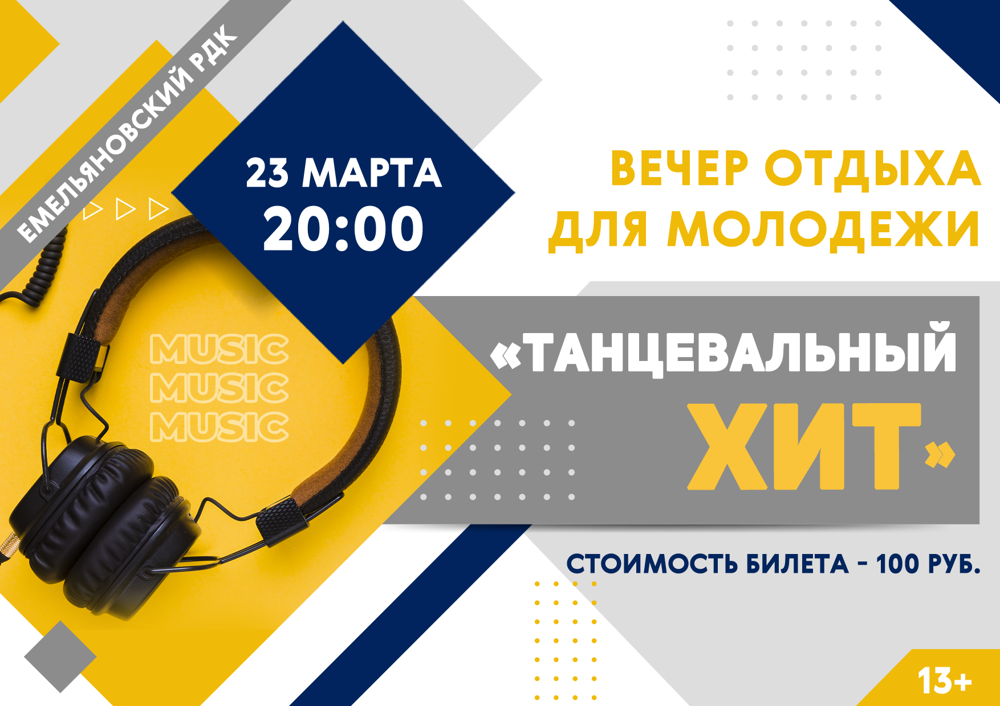 ЕМЕЛЬЯНОВСКИЙ РДК
23 МАРТА
20:00
ВЕЧЕР ОТДЫХА
ДЛЯ МОЛОДЕЖИ
MUSIC
MUSIC
MUSIC
«ТАНЦЕВАЛЬНЫЙ
ХИТ»
СТОИМОСТЬ БИЛЕТА - 100 РУБ.
13+